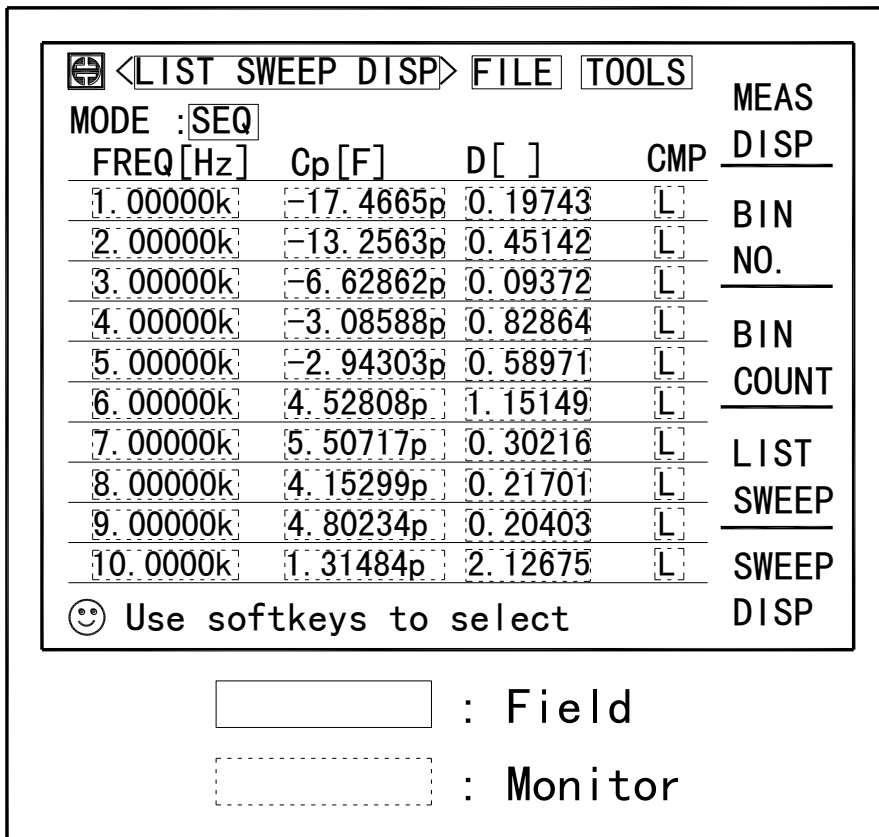 <LIST SWEEP DISP> FILE TOOLS
MODE :SEQ
FREQ[Hz] Cp[F] D[ ] CMP
1.00000k -17.4665p 0.19743 L
2.00000k -13.2563p 0.45142 L
3.00000k -6.62862p 0.09372 L
4.00000k -3.08588p 0.82864 L
5.00000k -2.94303p 0.58971 L
6.00000k 4.52808p 1.15149 L
7.00000k 5.50717p 0.30216 L
8.00000k 4.15299p 0.21701 L
9.00000k 4.80234p 0.20403 L
10.0000k 1.31484p 2.12675 L
Use softkeys to select
MEAS
DISP
BIN
NO.
BIN
COUNT
LIST
SWEEP
SWEEP
DISP
: Field
: Monitor